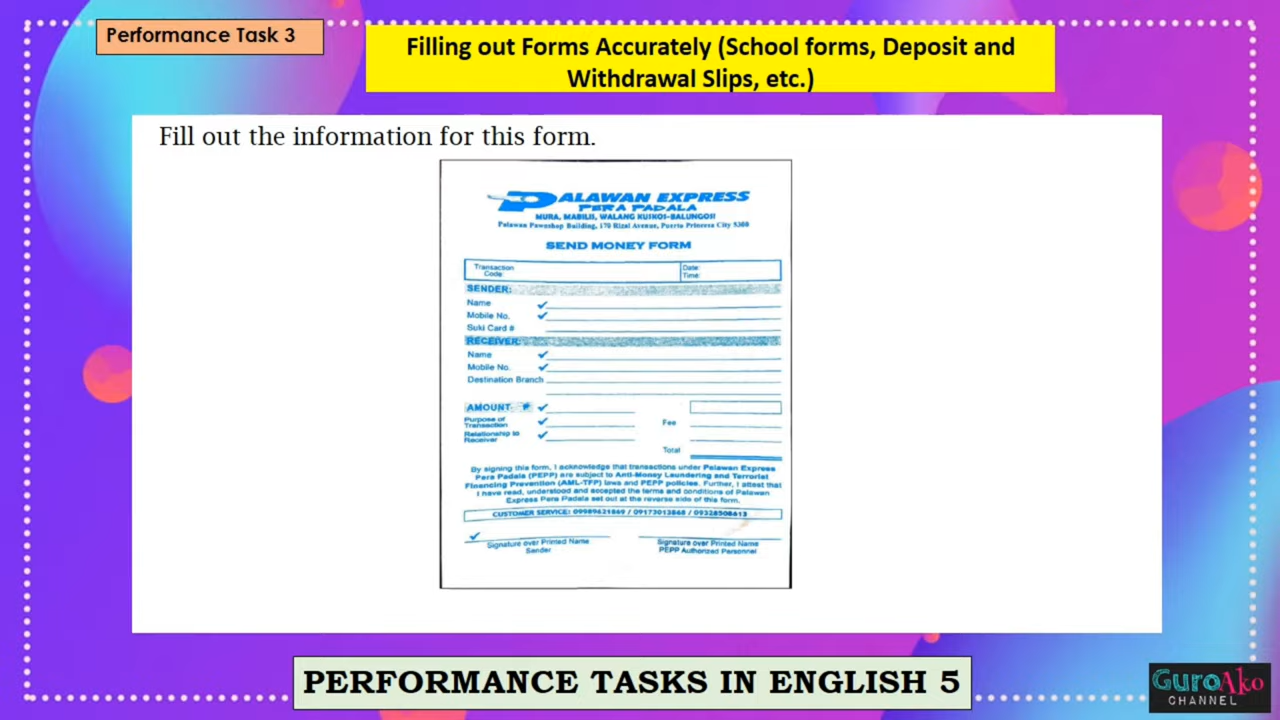 Performance Task 3
Filling out Forms Accurately (School forms, Deposit and
Withdrawal Slips, etc.)
Fill out the information for this form.
PALAWAN EXPRESS
PERA PADALA
MURA, MABILIS, WALANG KUSKOS-BALUNGOS!
Palawan Pawnshop Building, 170 Rizal Avenue, Puerto Princesa City 5300
SEND MONEY FORM
Transaction
Code:
Date:
Time:
SENDER:
Name
Mobile No.
Suki Card #
RECEIVER:
Name
Mobile No.
Destination Branch
AMOUNT:
Purpose of
Transaction
Fee
Relationship to
Receiver
Total
By signing this form, I acknowledge that transactions under Palawan Express
Pera Padala (PEPP) are subject to Anti-Money Laundering and Terrorist
Financing Prevention (AML-TFP) laws and PEPP policies. Further, I attest that
I have read, understood and accepted the terms and conditions of Palawan
Express Pera Padala set out at the reverse side of this form.
CUSTOMER SERVICE: 09989621869 / 09173013868 / 09328508613
Signature over Printed Name
Sender
Signature over Printed Name
PEPP Authorized Personnel
PERFORMANCE TASKS IN ENGLISH 5
GuroAko
CHANNEL